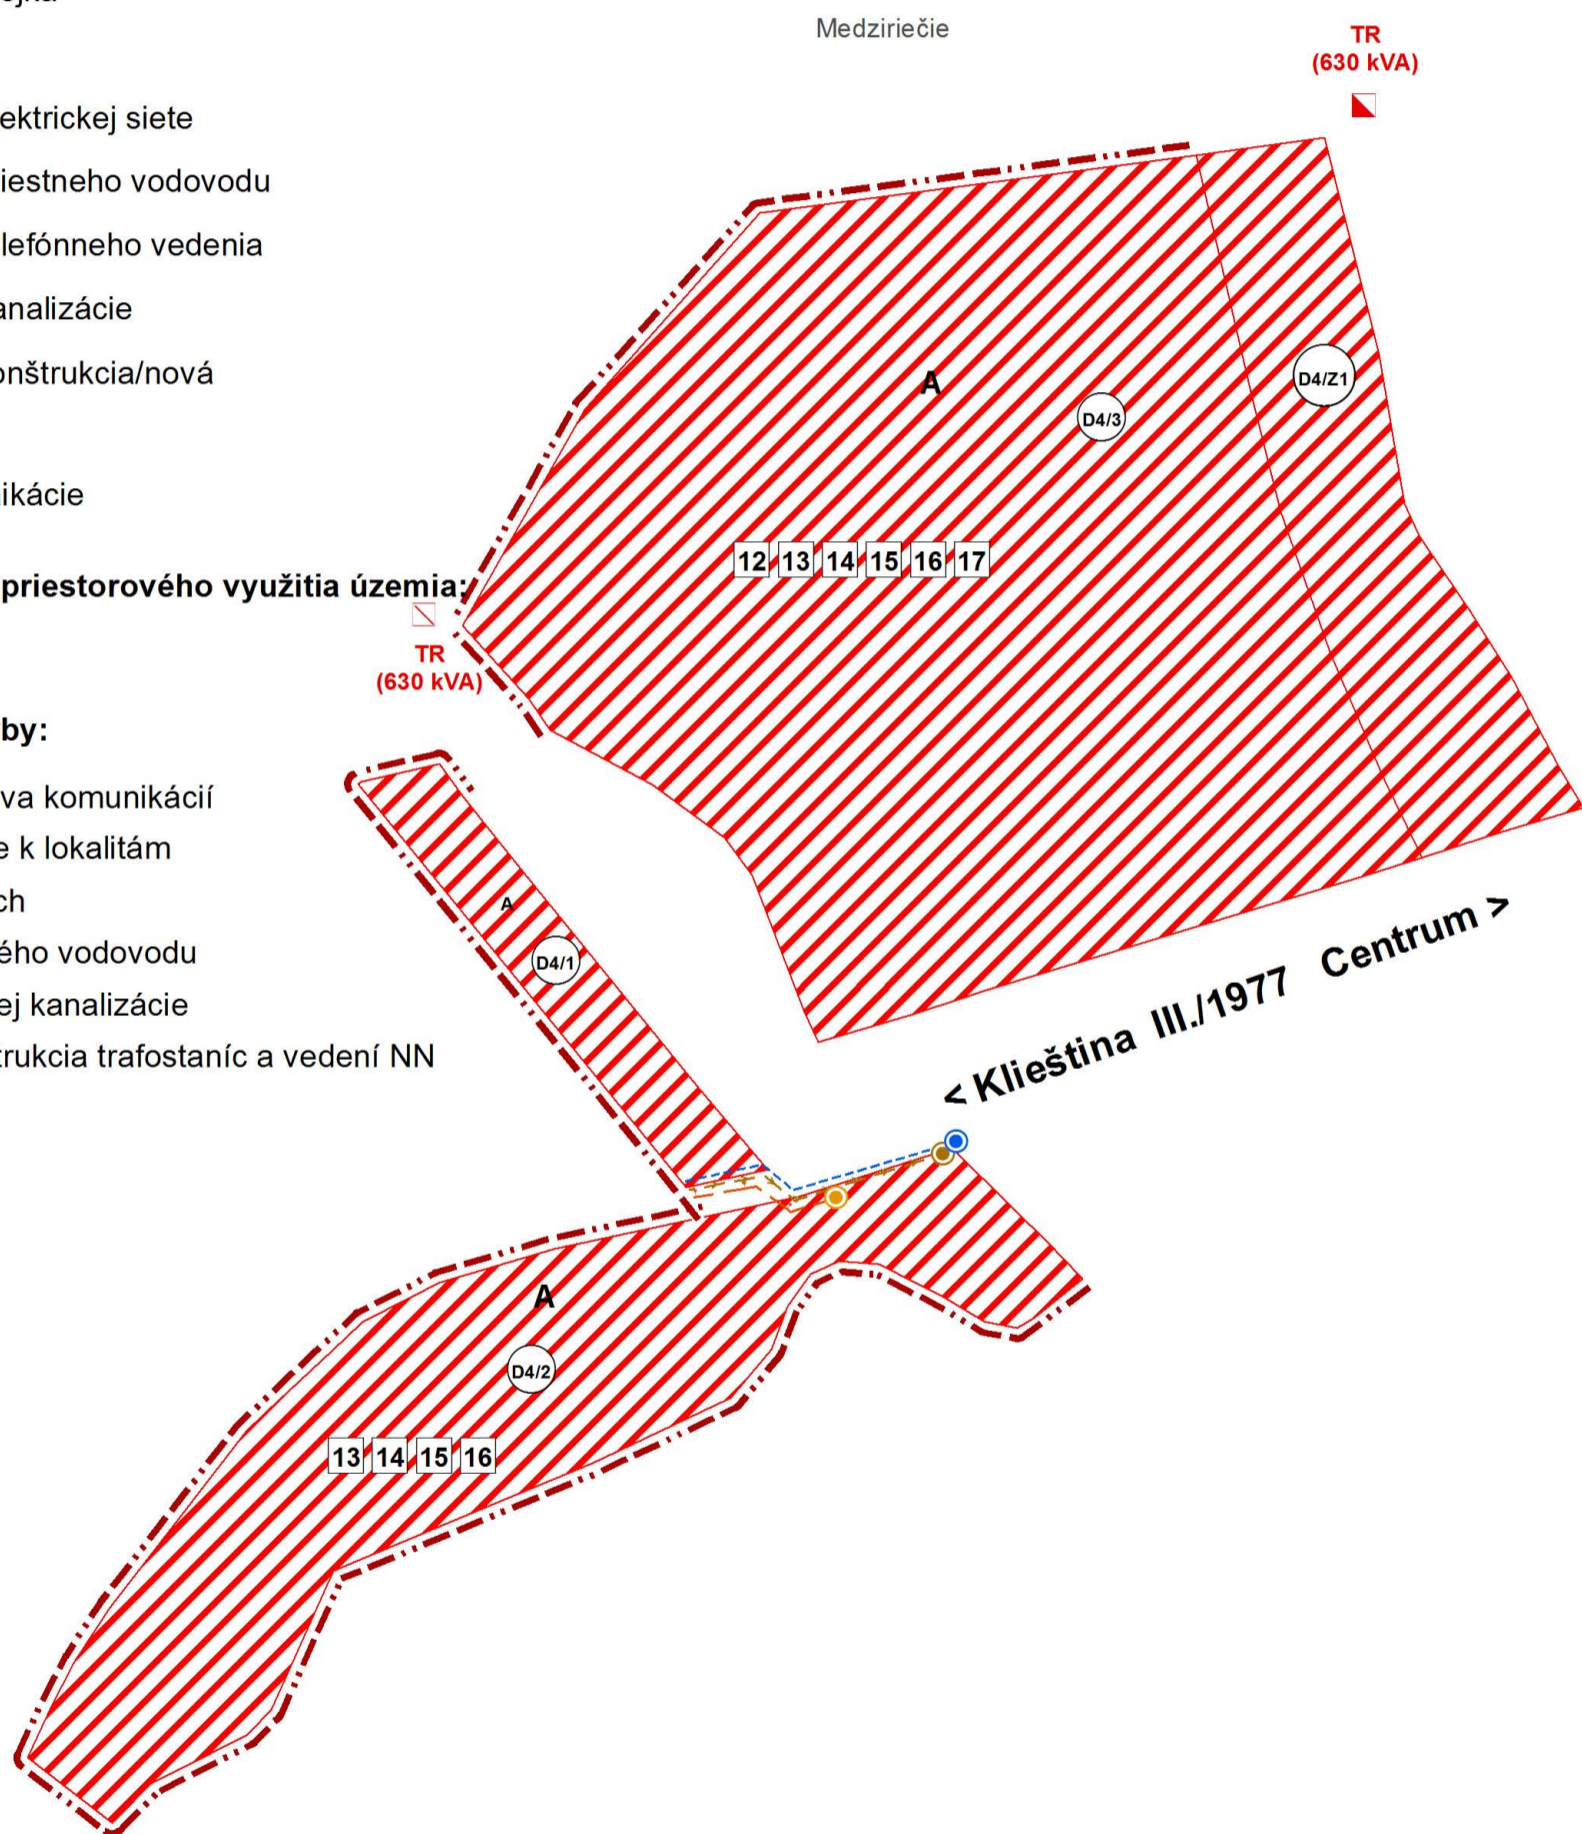 ojka
Medziriečie
TR
(630 kVA)
ektrickej siete
iestneho vodovodu
lefónneho vedenia
analizácie
onštrukcia/nová
A
D4/Z1
D4/3
ikácie
12 13 14 15 16 17
priestorového využitia územia:
TR
(630 kVA)
by:
va komunikácií
e k lokalitám
A
ch
ého vodovodu
D4/1
ej kanalizácie
trukcia trafostaníc a vedení NN
< Klieština III./1977 Centrum >
A
D4/2
13 14 15 16